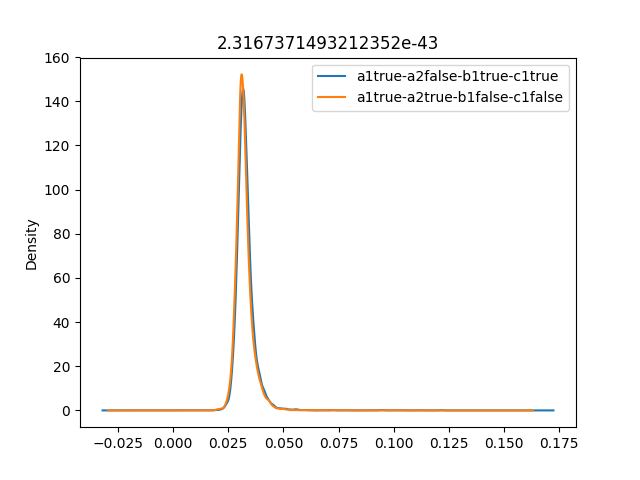 2.3167371493212352e-43
160
140
120
100
80
60
40
20
0
Density
a1true-a2false-b1true-c1true
a1true-a2true-b1false-c1false
−0.025 0.000 0.025 0.050 0.075 0.100 0.125 0.150 0.175